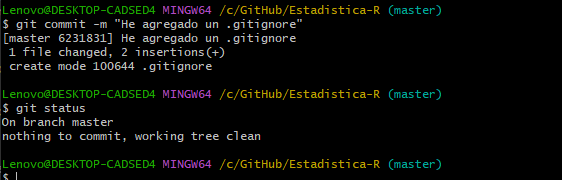 Lenovo@DESKTOP-CADSED4 MINGW64 /c/GitHub/Estadistica-R (master)
$ git commit -m "He agregado un .gitignore"
[master 6231831] He agregado un .gitignore
 1 file changed, 2 insertions(+)
 create mode 100644 .gitignore
Lenovo@DESKTOP-CADSED4 MINGW64 /c/GitHub/Estadistica-R (master)
$ git status
On branch master
nothing to commit, working tree clean
Lenovo@DESKTOP-CADSED4 MINGW64 /c/GitHub/Estadistica-R (master)
$